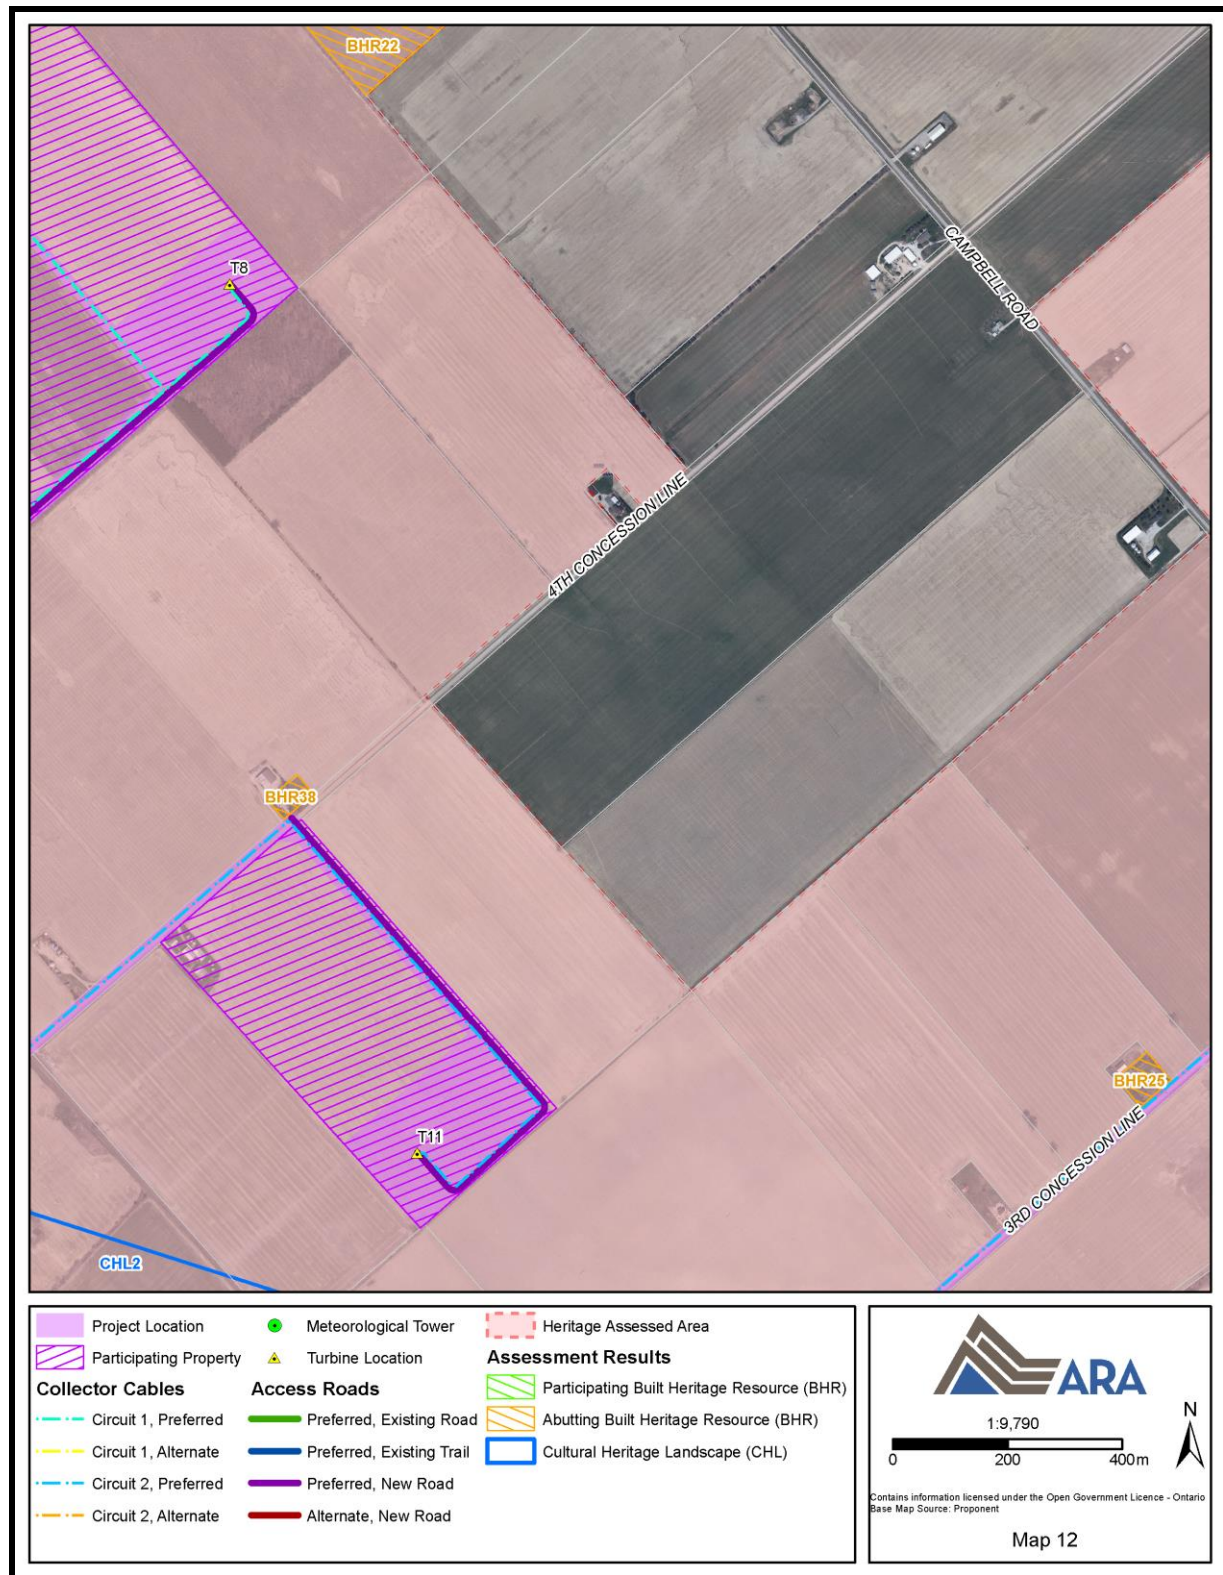 BHR22
T8
CAMPBELL ROAD
4TH CONCESSION LINE
BHR38
BHR25
T11
3RD CONCESSION LINE
CHL2
Project Location
Participating Property
Collector Cables
Circuit 1, Preferred
Circuit 1, Alternate
Circuit 2, Preferred
Circuit 2, Alternate
Meteorological Tower
Turbine Location
Access Roads
Preferred, Existing Road
Preferred, Existing Trail
Preferred, New Road
Alternate, New Road
Heritage Assessed Area
Assessment Results
Participating Built Heritage Resource (BHR)
Abutting Built Heritage Resource (BHR)
Cultural Heritage Landscape (CHL)
ARA
1:9,790
N
0 200 400m
Contains information licensed under the Open Government Licence - Ontario
Base Map Source: Proponent
Map 12